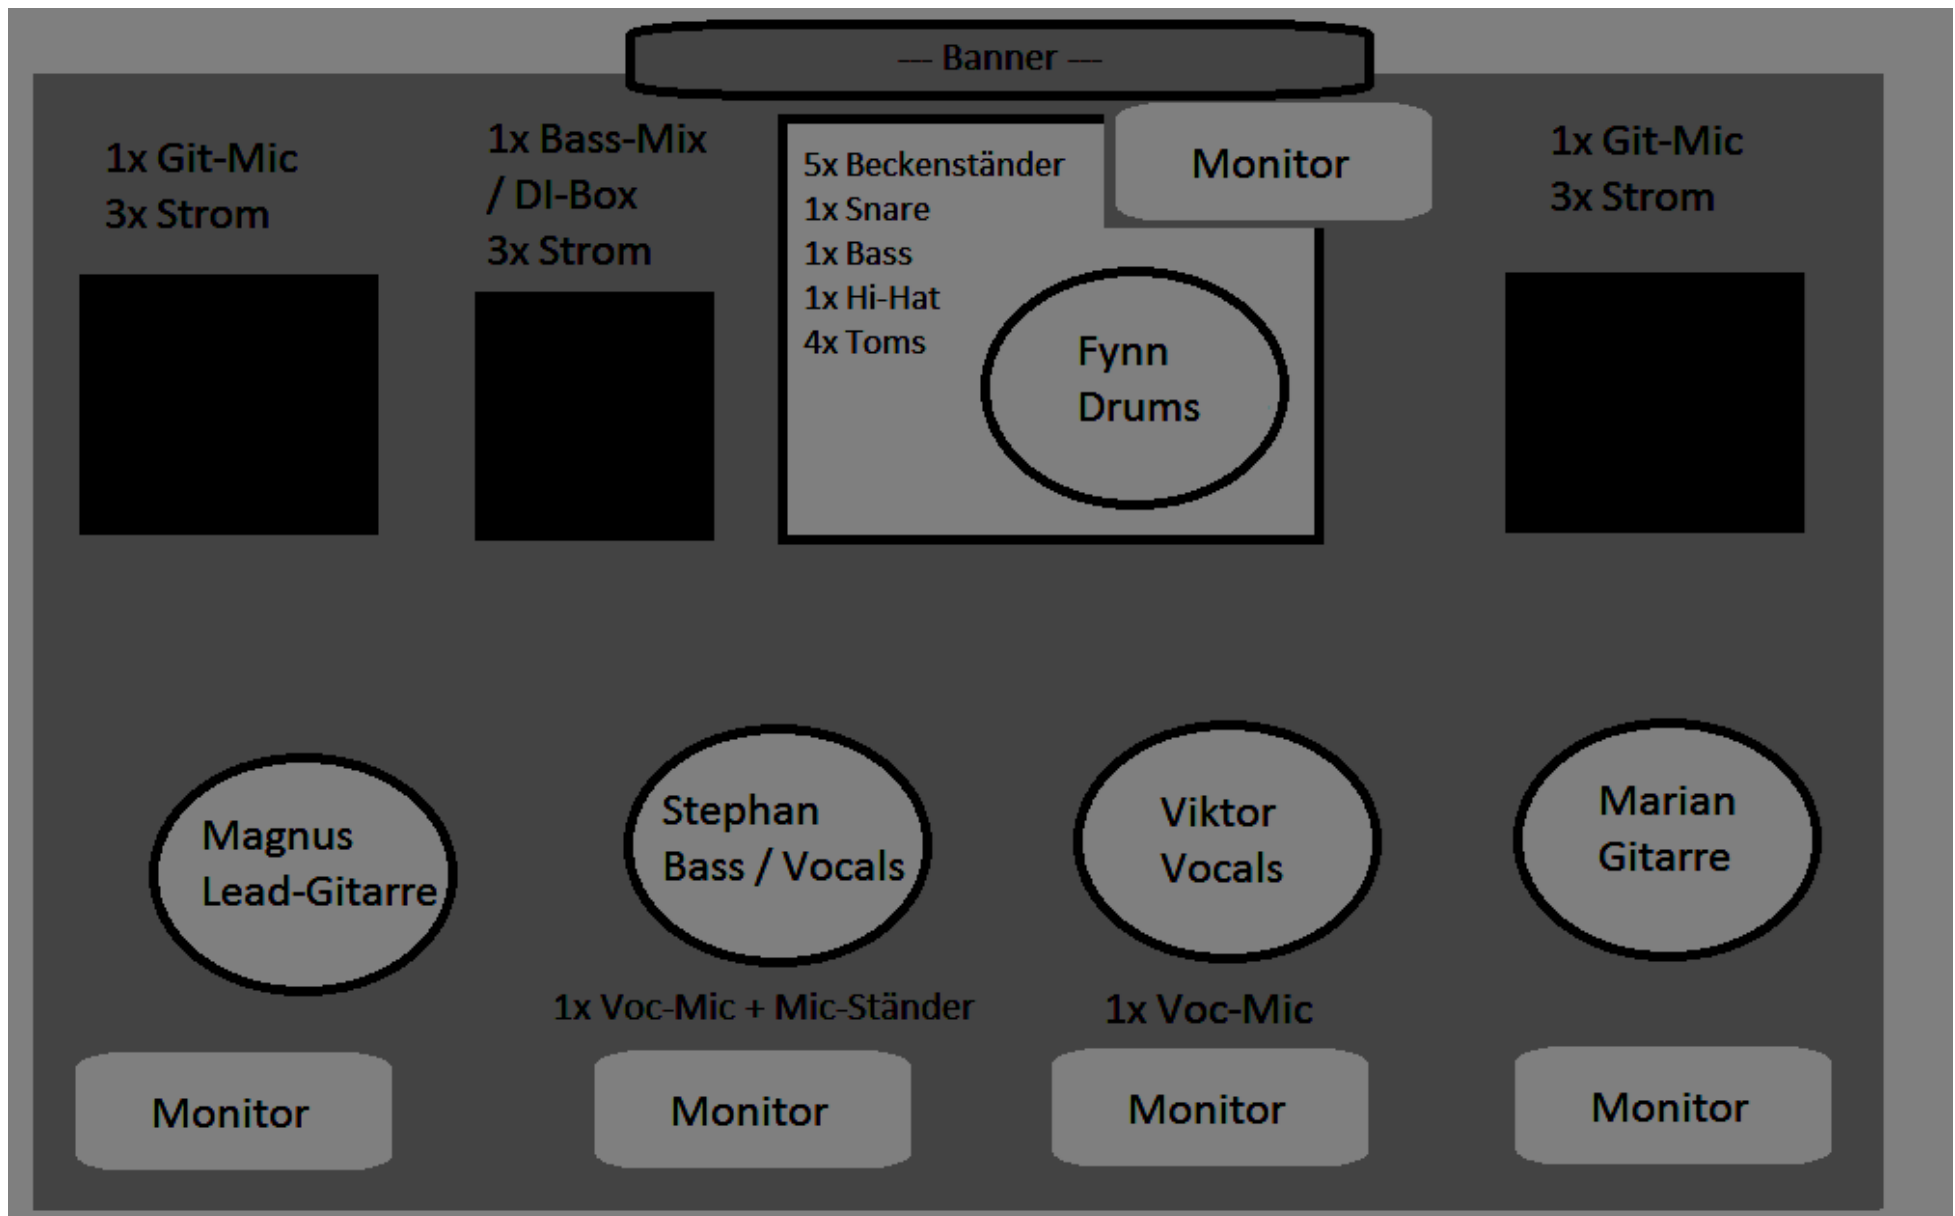 --- Banner ---
1x Git-Mic
3x Strom
1x Bass-Mix
/ DI-Box
3x Strom
5x Beckenständer
1x Snare
1x Bass
1x Hi-Hat
4x Toms
Monitor
Fynn
Drums
1x Git-Mic
3x Strom
Magnus
Lead-Gitarre
Stephan
Bass / Vocals
Viktor
Vocals
Marian
Gitarre
1x Voc-Mic + Mic-Ständer
1x Voc-Mic
Monitor
Monitor
Monitor
Monitor